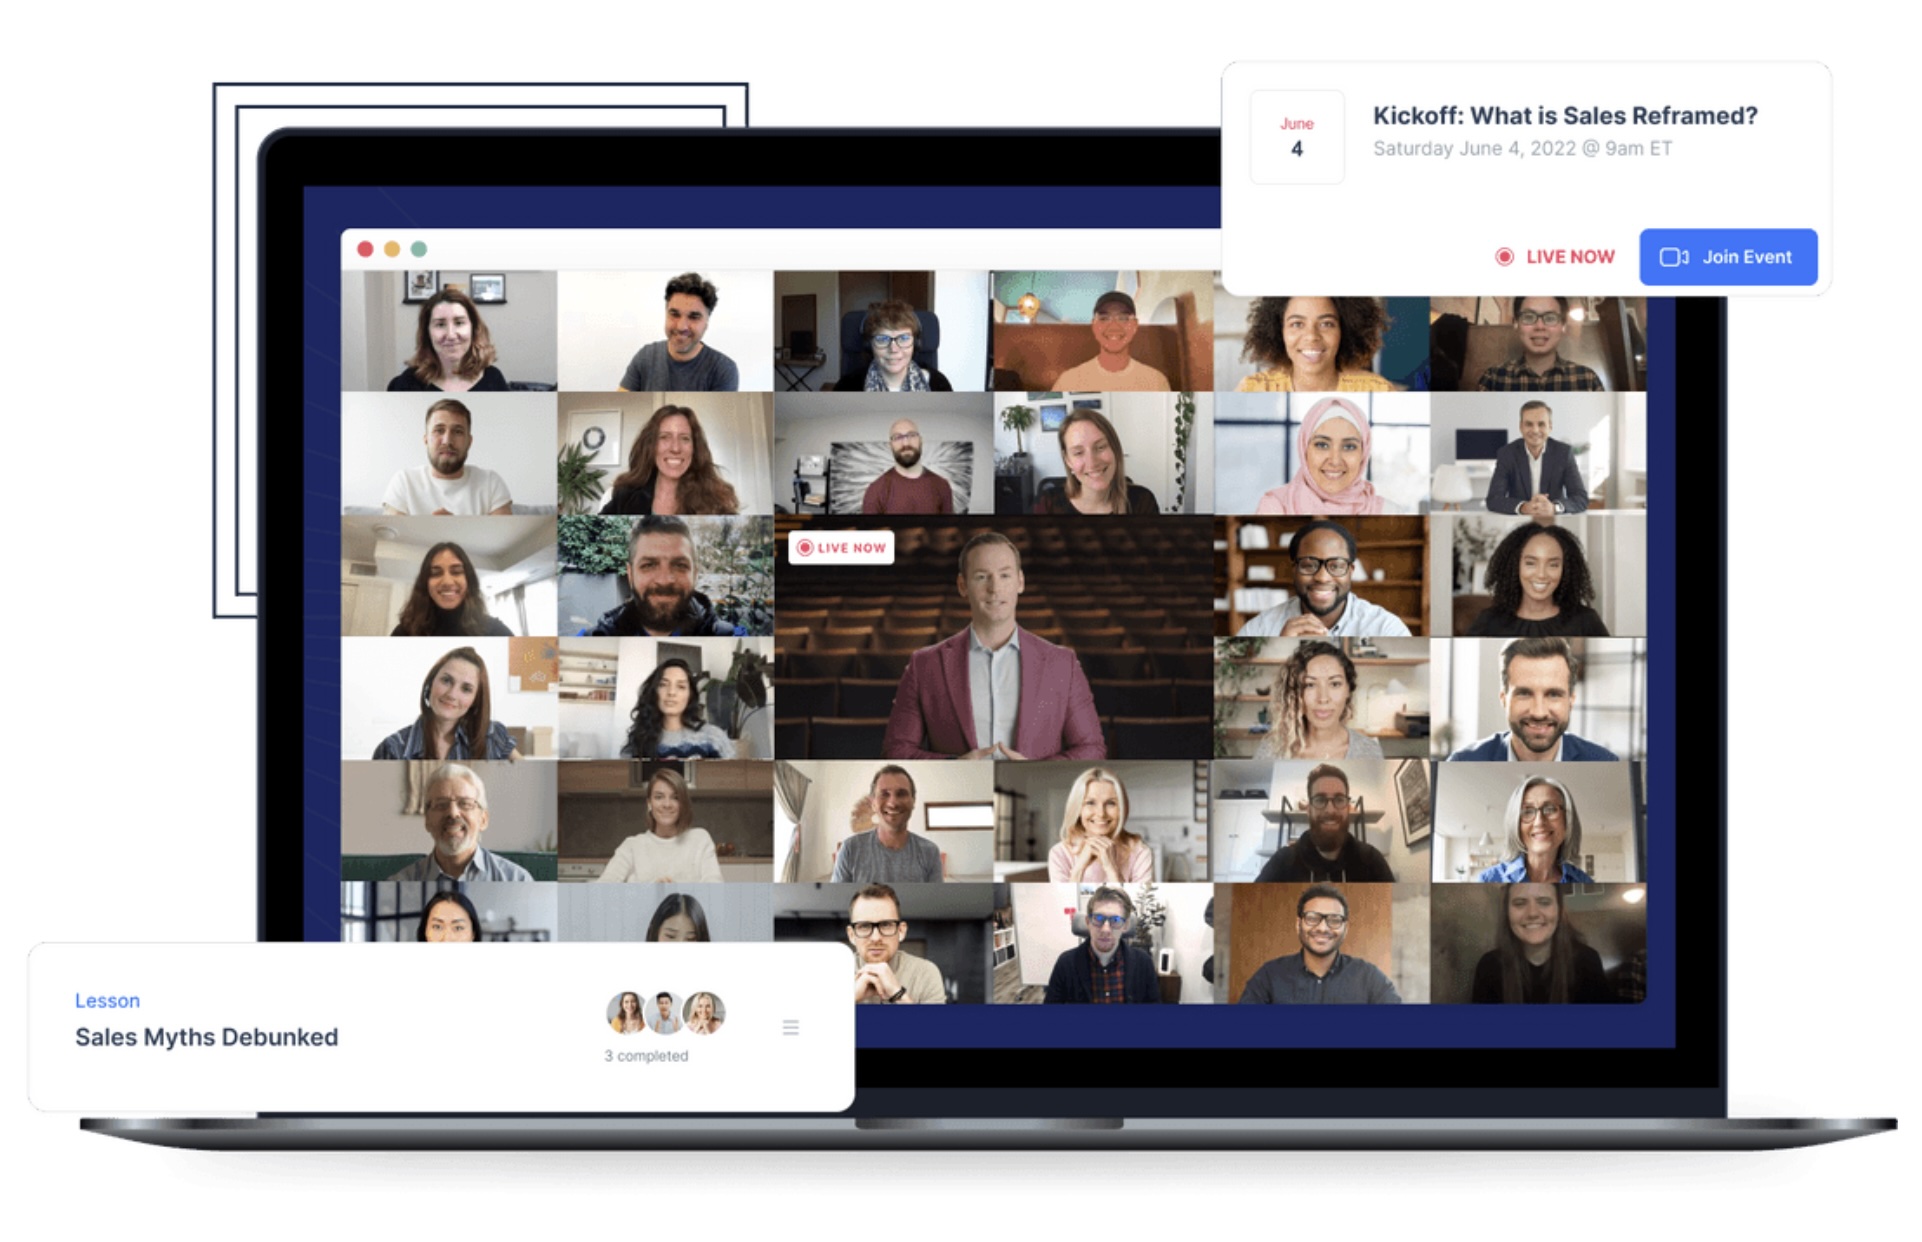 June
4
Kickoff: What is Sales Reframed?
Saturday June 4, 2022 @ 9am ET
LIVE NOW
Join Event
LIVE NOW
Lesson
Sales Myths Debunked
3 completed